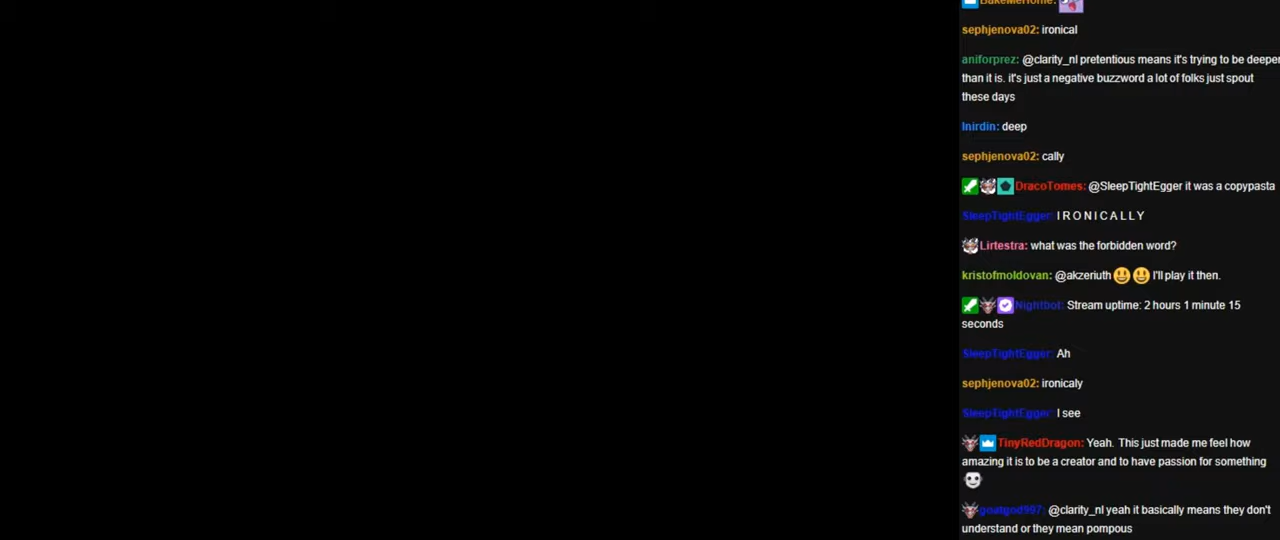 BakeMeHome:
sephjenova02: ironical
aniforprez: @clarity_nl pretentious means it's trying to be deeper
than it is. it's just a negative buzzword a lot of folks just spout
these days
Inirdin: deep
sephjenova02: cally
DracoTomes: @SleepTightEgger it was a copypasta
SleepTightEgger: I R O N I C A L L Y
Lirtestra: what was the forbidden word?
kristofmoldovan: @akzeriuth I'll play it then.
Nightbot: Stream uptime: 2 hours 1 minute 15
seconds
SleepTightEgger: Ah
sephjenova02: ironicaly
SleepTightEgger: I see
TinyRedDragon: Yeah. This just made me feel how
amazing it is to be a creator and to have passion for something
goatgod997: @clarity_nl yeah it basically means they don't
understand or they mean pompous